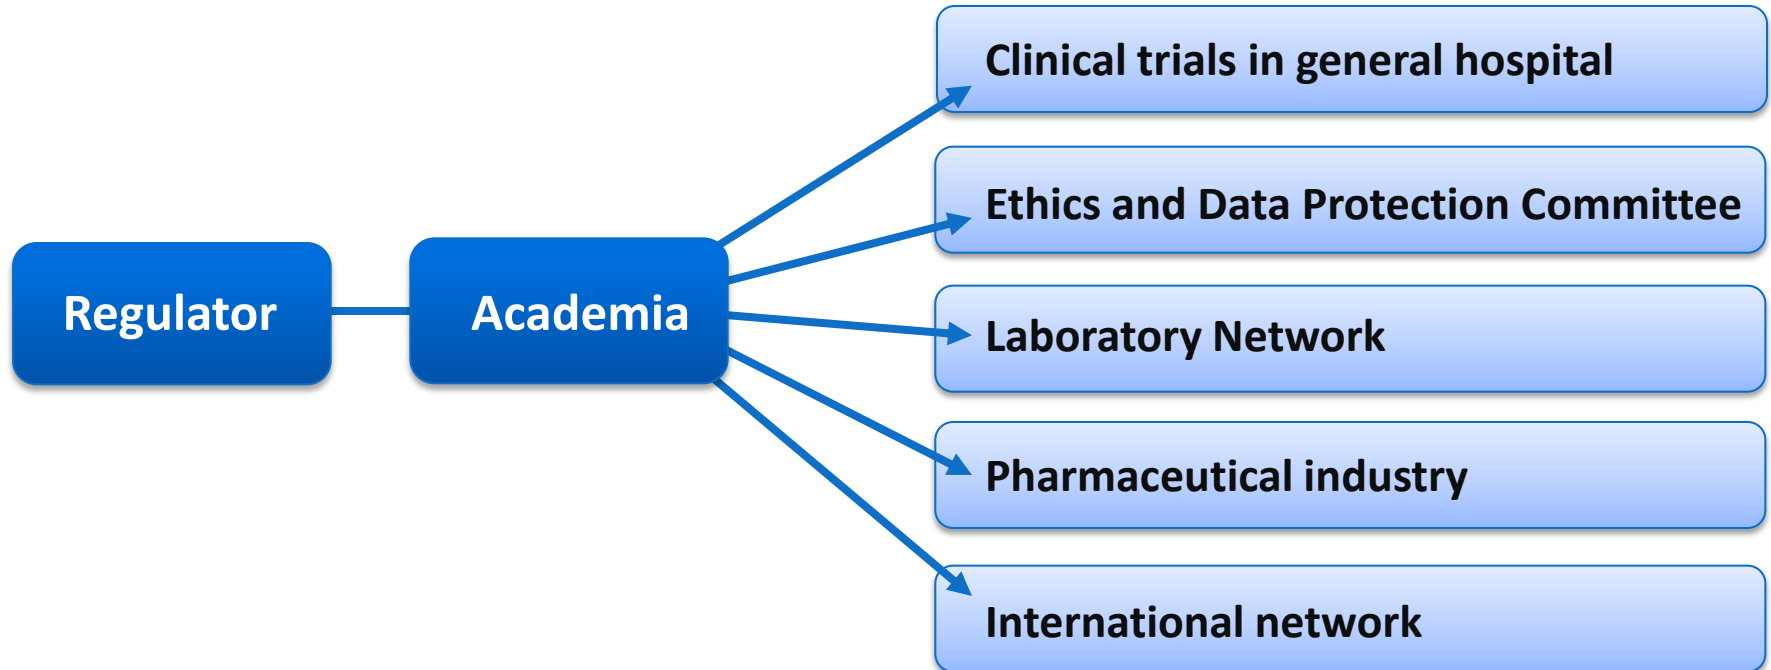 Regulator
Academia
Clinical trials in general hospital
Ethics and Data Protection Committee
Laboratory Network
Pharmaceutical industry
International network